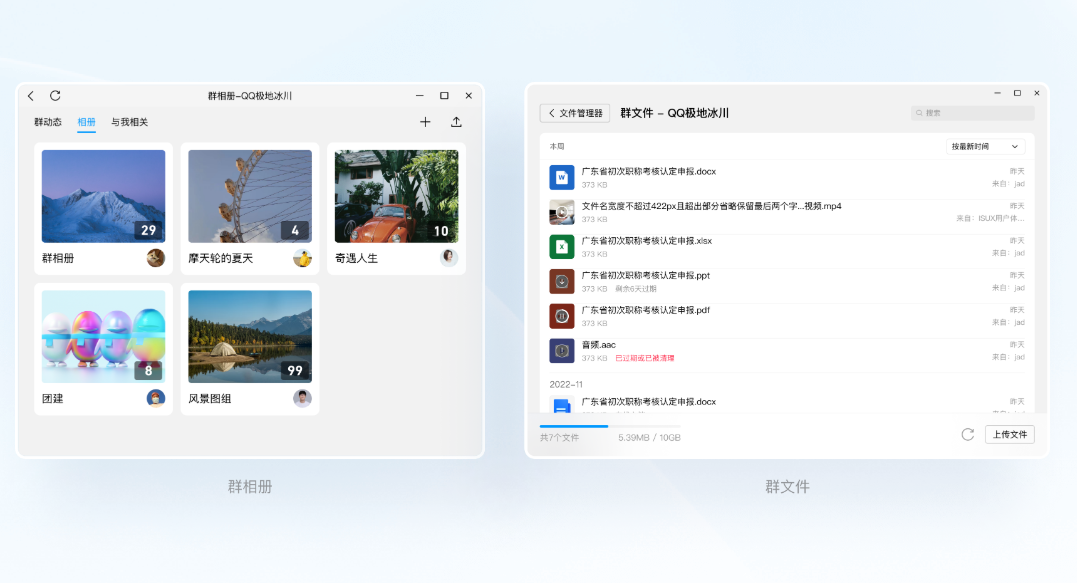 群相册-QQ极地冰川
群动态 相册 与我相关
29
群相册
4
摩天轮的夏天
10
奇遇人生
8
团建
99
风景图组
群相册
文件管理器 群文件 - QQ极地冰川 搜索
本周 按最新时间
W 广东省初次职称考核认定申报.docx 昨天
373 KB 来自: jad
文件名宽度不超过422px且超出部分省略保留最后两个字...视频.mp4 昨天
373 KB 来自: ISUX用户体...
X 广东省初次职称考核认定申报.xlsx 昨天
373 KB 来自: jad
广东省初次职称考核认定申报.ppt 昨天
373 KB 剩余6天过期 来自: jad
广东省初次职称考核认定申报.pdf 昨天
373 KB 来自: jad
音频.aac 昨天
373 KB 已过期或已被清理 来自: jad
2022-11
广东省初次职称考核认定申报.docx 昨天
共7个文件 5.39MB / 10GB 上传文件
群文件